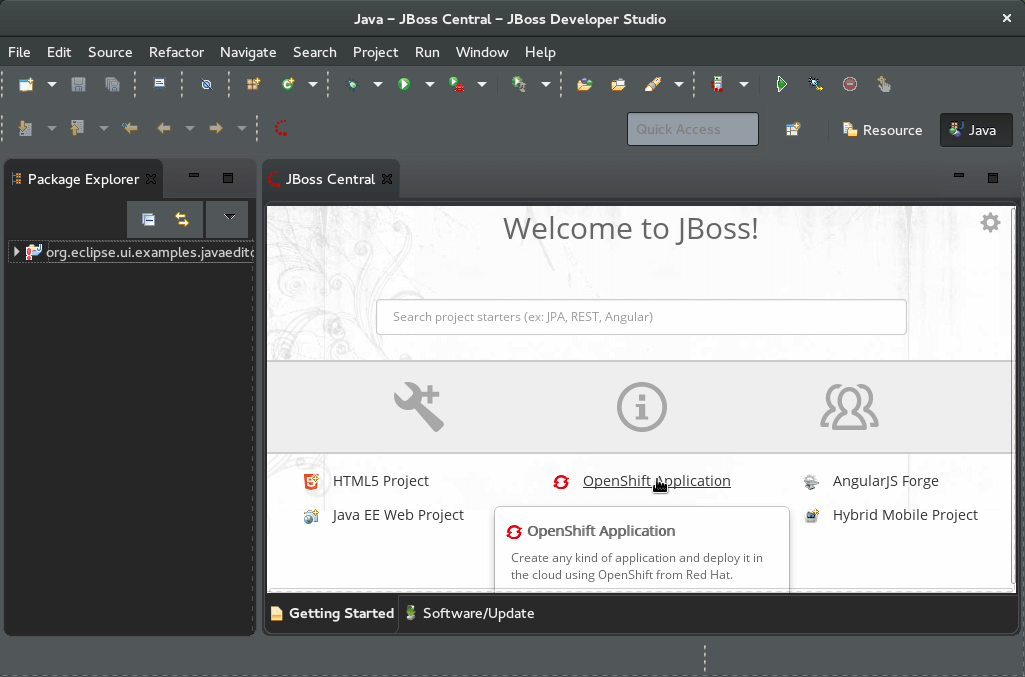 Java – JBoss Central – JBoss Developer Studio
File Edit Source Refactor Navigate Search Project Run Window Help
Quick Access
Resource
Java
Package Explorer
JBoss Central
org.eclipse.ui.examples.javaedito
Welcome to JBoss!
Search project starters (ex: JPA, REST, Angular)
HTML5 Project
OpenShift Application
AngularJS Forge
Java EE Web Project
Hybrid Mobile Project
OpenShift Application
Create any kind of application and deploy it in
the cloud using OpenShift from Red Hat.
Getting Started
Software/Update